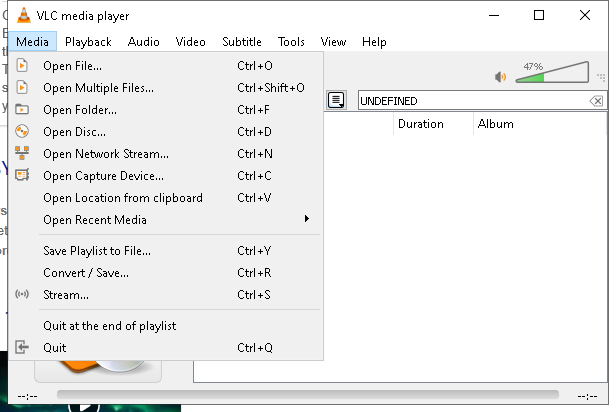 VLC media player
Media Playback Audio Video Subtitle Tools View Help
Open File... Ctrl+O
Open Multiple Files... Ctrl+Shift+O
Open Folder... Ctrl+F
Open Disc... Ctrl+D
Open Network Stream... Ctrl+N
Open Capture Device... Ctrl+C
Open Location from clipboard Ctrl+V
Open Recent Media
Save Playlist to File... Ctrl+Y
Convert / Save... Ctrl+R
Stream... Ctrl+S
Quit at the end of playlist
Quit Ctrl+Q
47%
UNDEFINED
Duration Album
--:-- --:--